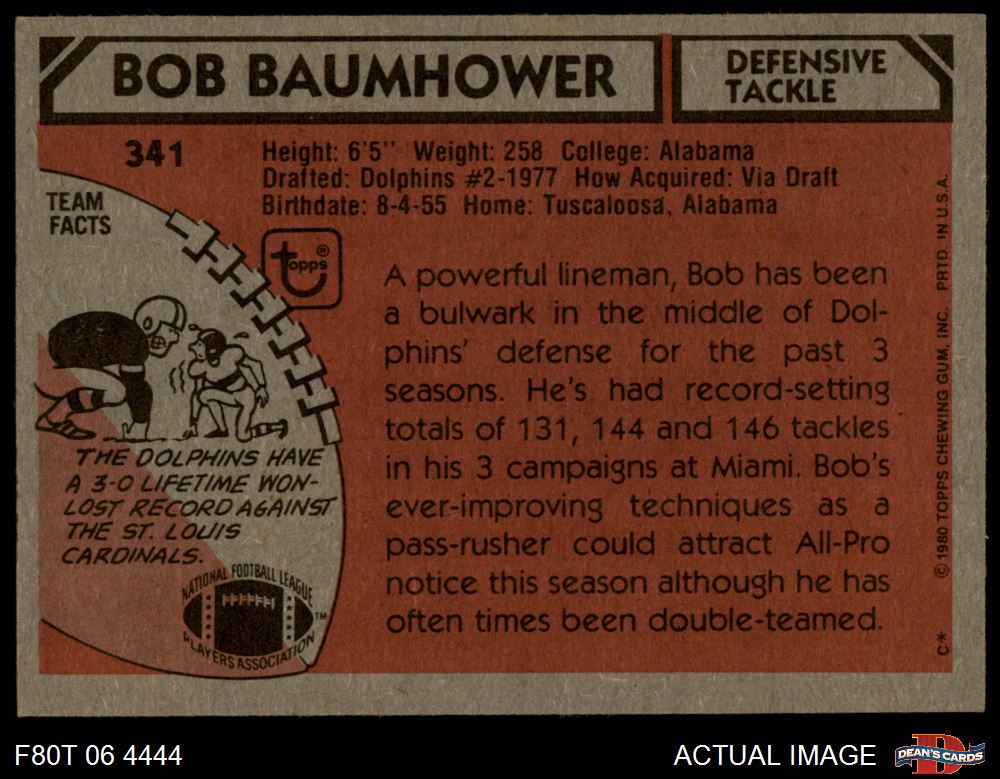 BOB BAUMHOWER
DEFENSIVE
TACKLE
341
Height: 6'5" Weight: 258 College: Alabama
Drafted: Dolphins #2-1977 How Acquired: Via Draft
Birthdate: 8-4-55 Home: Tuscaloosa, Alabama
TEAM
FACTS
topps®
A powerful lineman, Bob has been
a bulwark in the middle of Dol-
phins' defense for the past 3
seasons. He's had record-setting
totals of 131, 144 and 146 tackles
in his 3 campaigns at Miami. Bob's
ever-improving techniques as a
pass-rusher could attract All-Pro
notice this season although he has
often times been double-teamed.
THE DOLPHINS HAVE
A 3-0 LIFETIME WON-
LOST RECORD AGAINST
THE ST. LOUIS
CARDINALS.
NATIONAL FOOTBALL LEAGUE
PLAYERS ASSOCIATION
TM
© 1980 TOPPS CHEWING GUM, INC. PRTD. IN U.S.A.
C*
F80T 06 4444
ACTUAL IMAGE
DEAN'S CARDS